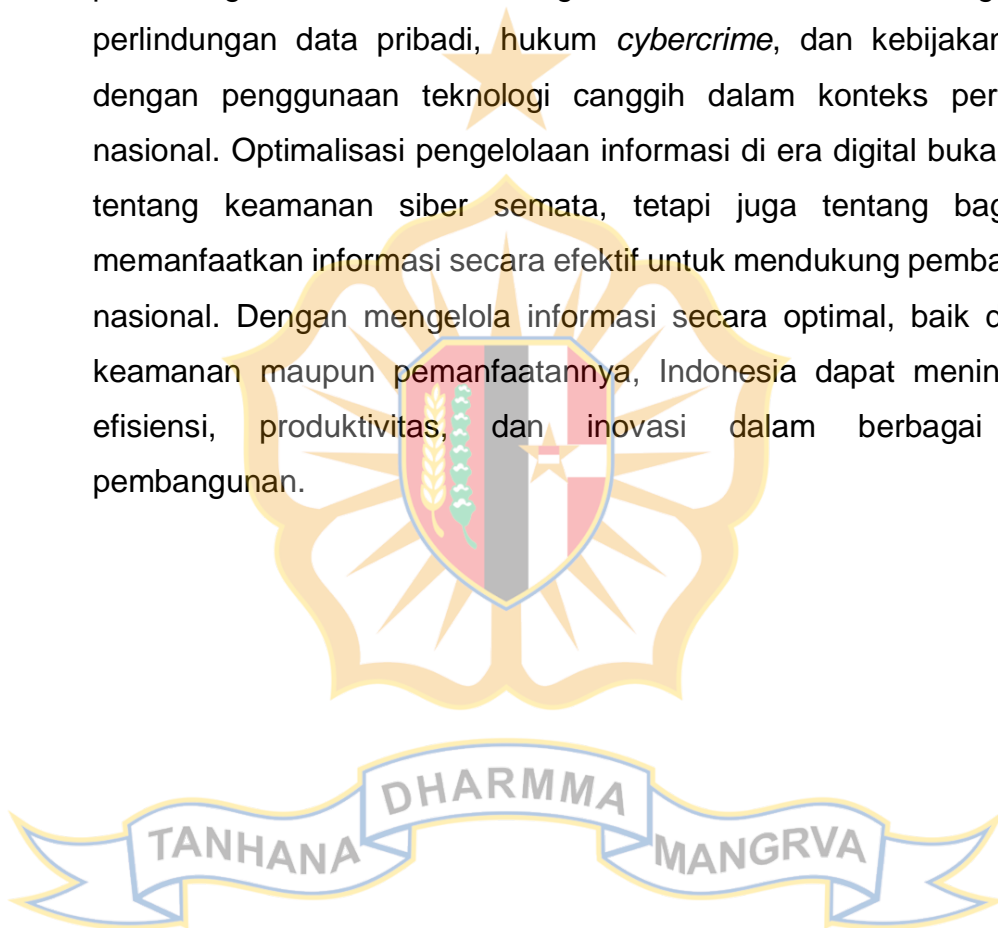 perlindungan data pribadi, hukum cybercrime, dan kebijakan
dengan penggunaan teknologi canggih dalam konteks per
nasional. Optimalisasi pengelolaan informasi di era digital buka
tentang keamanan siber semata, tetapi juga tentang bag
memanfaatkan informasi secara efektif untuk mendukung pemba
nasional. Dengan mengelola informasi secara optimal, baik d
keamanan maupun pemanfaatannya, Indonesia dapat menin
efisiensi, produktivitas, dan inovasi dalam berbagai
pembangunan.
TANHANA DHARMMA MANGRVA